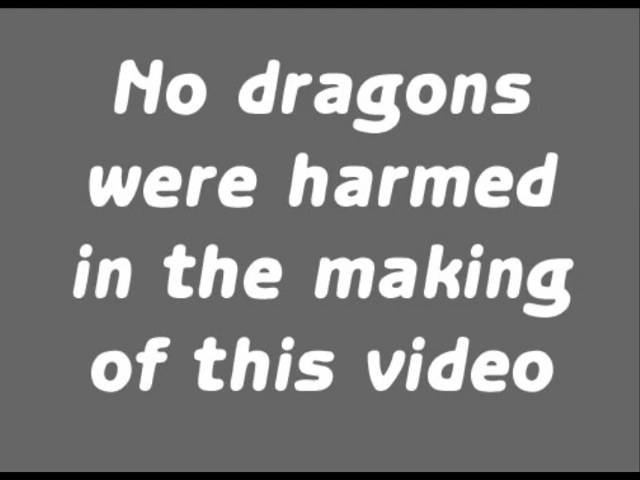 No dragons
were harmed
in the making
of this video